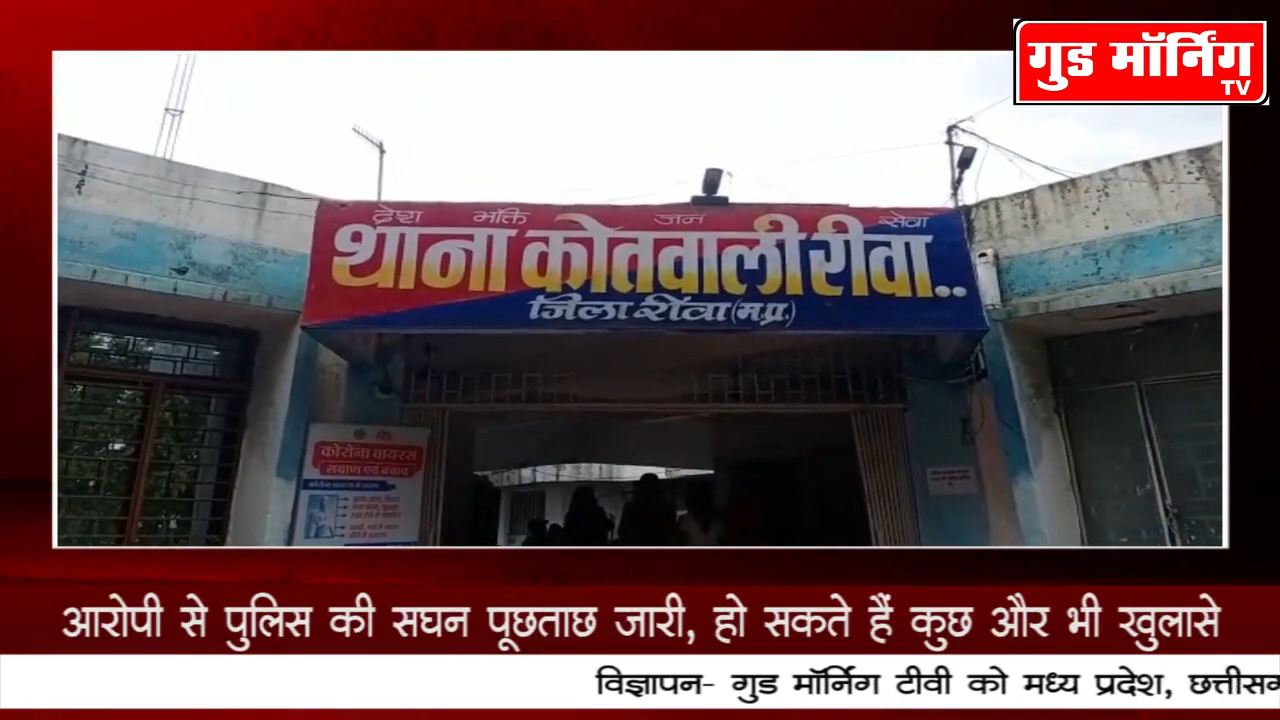 गुड मॉर्निंग
TV
देश भक्ति जन सेवा
थाना कोतवाली रीवा..
जिला रीवा (म.प्र.)
कोरोना वायरस
लक्षण एवं बचाव
आरोपी से पुलिस की सघन पूछताछ जारी, हो सकते हैं कुछ और भी खुलासे
विज्ञापन- गुड मॉर्निंग टीवी को मध्य प्रदेश, छत्तीसग